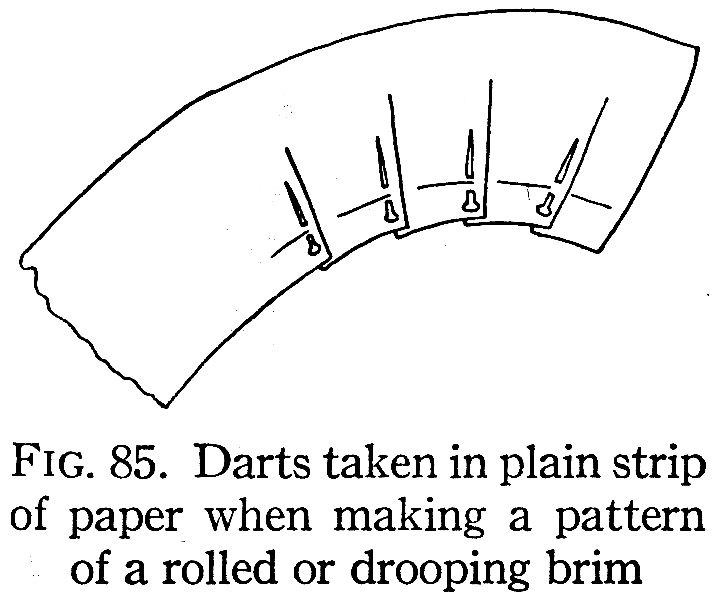 FIG. 85. Darts taken in plain strip
of paper when making a pattern
of a rolled or drooping brim